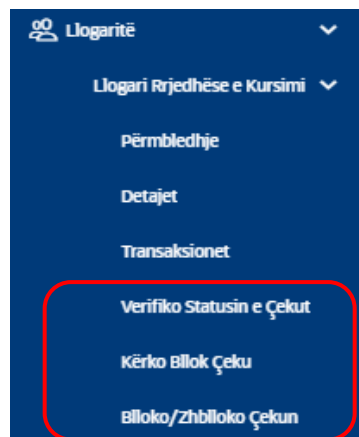 Llogaritë
Llogari Rrjedhëse e Kursimi
Përmbledhje
Detajet
Transaksionet
Verifiko Statusin e Çekut
Kërko Bllok Çeku
Blloko/Zhblloko Çekun